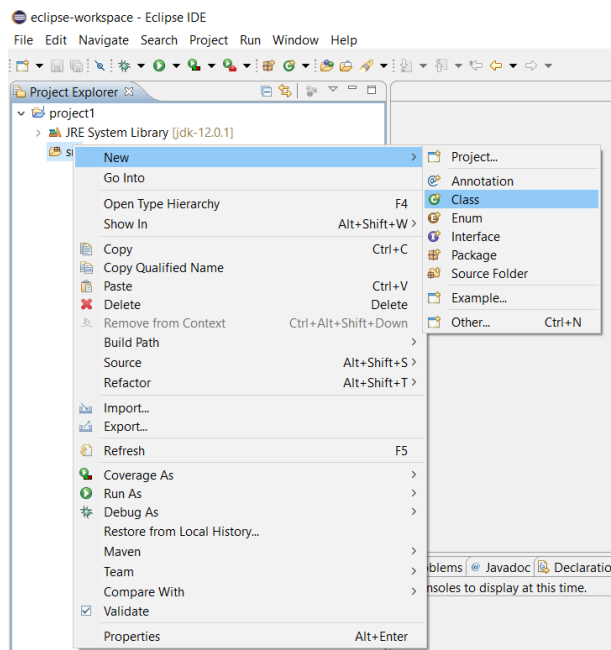 eclipse-workspace - Eclipse IDE
File Edit Navigate Search Project Run Window Help
Project Explorer
project1
JRE System Library [jdk-12.0.1]
New
Project...
Go Into
Annotation
Class
Open Type Hierarchy F4
Enum
Show In Alt+Shift+W
Interface
Copy Ctrl+C
Package
Copy Qualified Name
Source Folder
Paste Ctrl+V
Example...
Delete Delete
Other... Ctrl+N
Remove from Context Ctrl+Alt+Shift+Down
Build Path
Source Alt+Shift+S
Refactor Alt+Shift+T
Import...
Export...
Refresh F5
Coverage As
Run As
Debug As
Restore from Local History...
Maven
Team
blems @ Javadoc Declaratio
Compare With
nsoles to display at this time.
Validate
Properties Alt+Enter